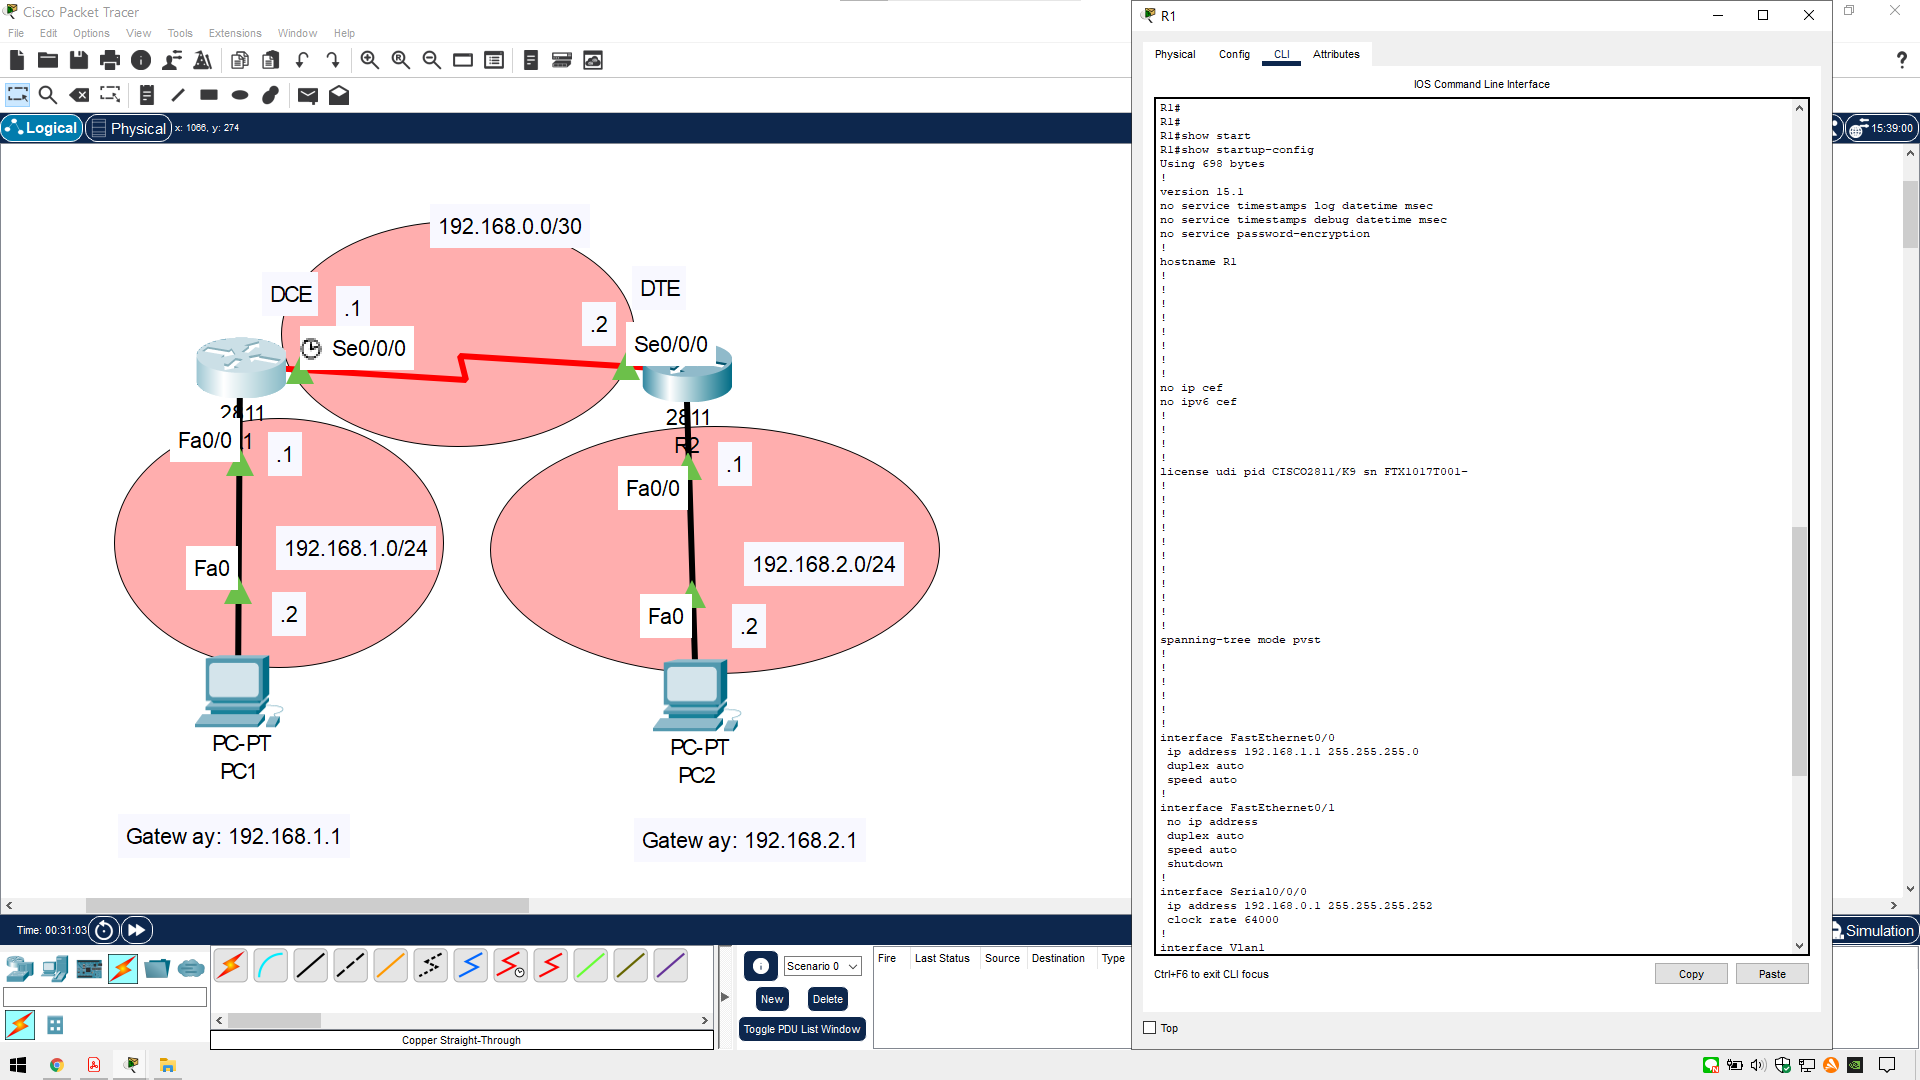 Cisco Packet Tracer
File Edit Options View Tools Extensions Window Help
Logical
Physical
x: 1066, y: 274
15:39:00
192.168.0.0/30
DCE
.1
DTE
.2
Se0/0/0
Se0/0/0
2811
Fa0/0
1
.1
2811
R2
.1
Fa0/0
192.168.1.0/24
192.168.2.0/24
Fa0
.2
Fa0
.2
PC-PT
PC1
PC-PT
PC2
Gatew ay: 192.168.1.1
Gatew ay: 192.168.2.1
Time: 00:31:03
Simulation
Scenario 0
New
Delete
Toggle PDU List Window
Fire Last Status Source Destination Type
Copper Straight-Through
R1
Physical Config CLI Attributes
IOS Command Line Interface
R1#
R1#
R1#show start
R1#show startup-config
Using 698 bytes
!
version 15.1
no service timestamps log datetime msec
no service timestamps debug datetime msec
no service password-encryption
!
hostname R1
!
!
!
!
!
!
!
!
no ip cef
no ipv6 cef
!
!
!
!
license udi pid CISCO2811/K9 sn FTX1017T001-
!
!
!
!
!
!
!
!
!
!
!
spanning-tree mode pvst
!
!
!
!
!
!
interface FastEthernet0/0
ip address 192.168.1.1 255.255.255.0
duplex auto
speed auto
!
interface FastEthernet0/1
no ip address
duplex auto
speed auto
shutdown
!
interface Serial0/0/0
ip address 192.168.0.1 255.255.255.252
clock rate 64000
!
interface Vlan1
Ctrl+F6 to exit CLI focus
Copy
Paste
Top